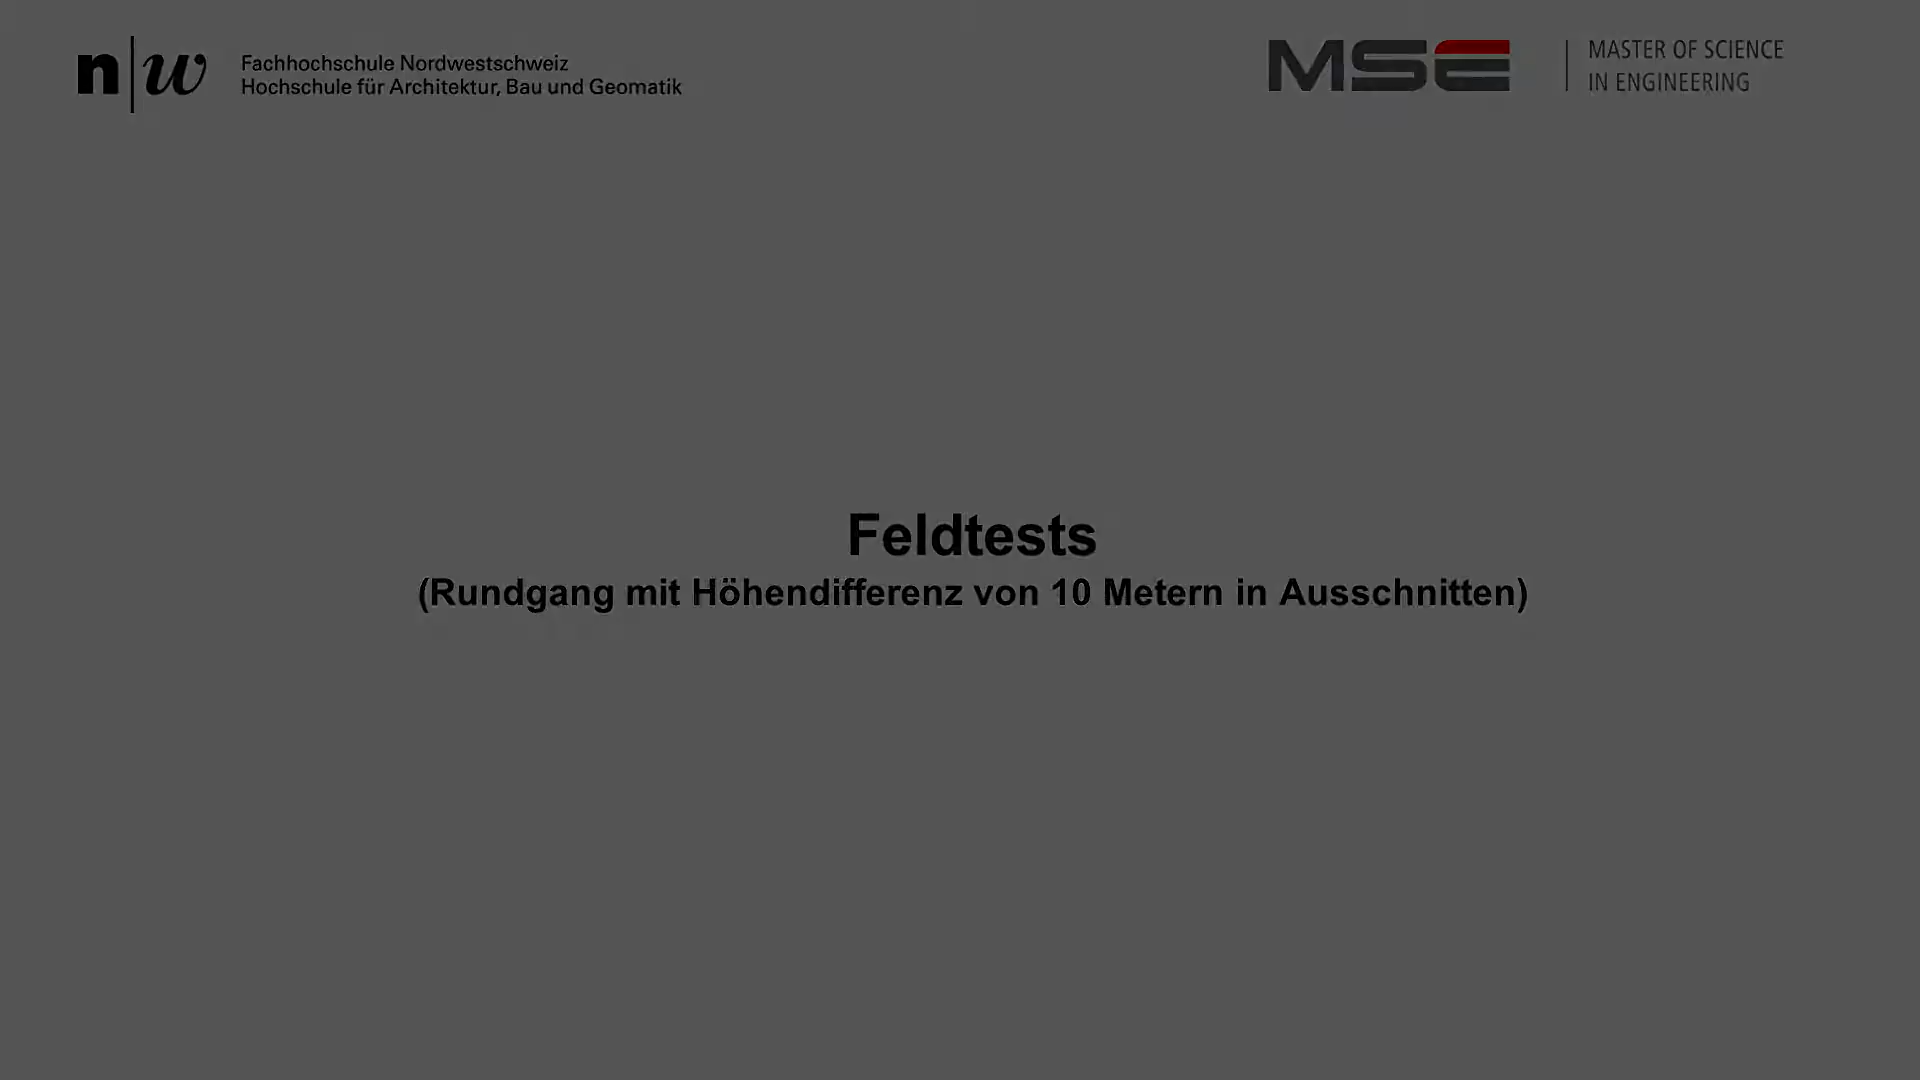 n|w
Fachhochschule Nordwestschweiz
Hochschule für Architektur, Bau und Geomatik
MSE
MASTER OF SCIENCE
IN ENGINEERING
Feldtests
(Rundgang mit Höhendifferenz von 10 Metern in Ausschnitten)